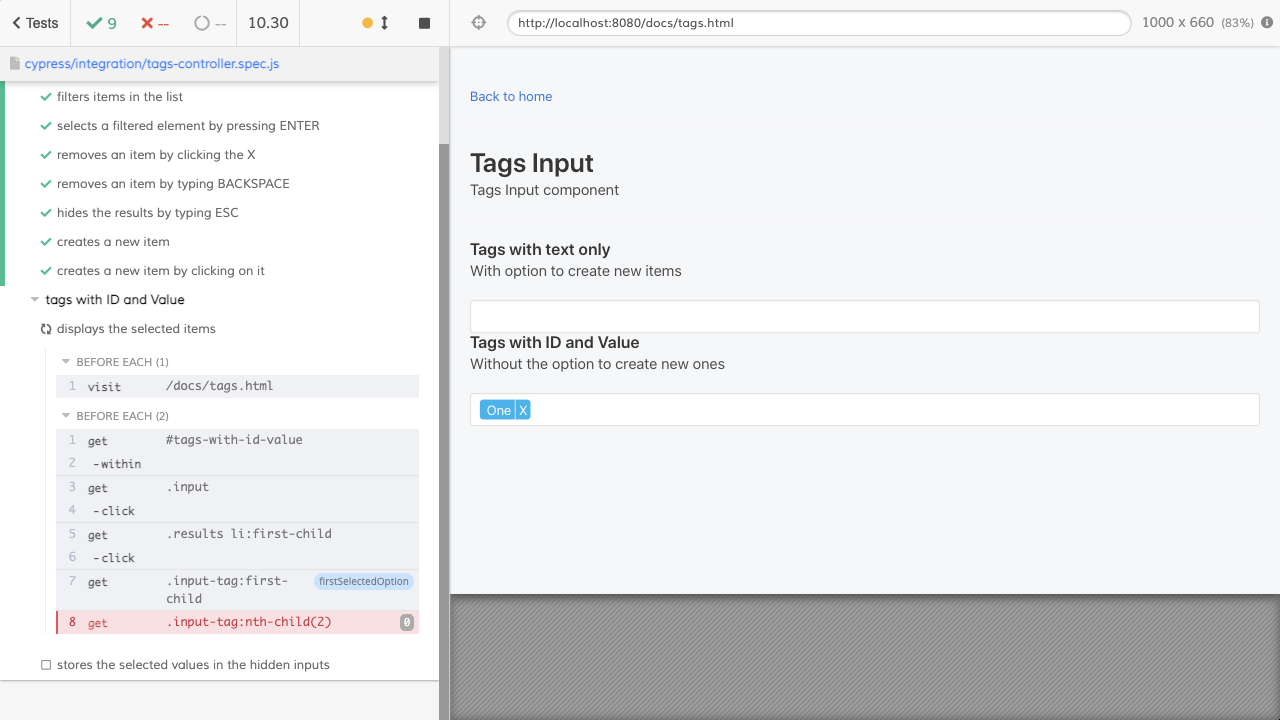 Tests
9
--
--
10.30
http://localhost:8080/docs/tags.html
1000 x 660 (83%)
cypress/integration/tags-controller.spec.js
filters items in the list
selects a filtered element by pressing ENTER
removes an item by clicking the X
removes an item by typing BACKSPACE
hides the results by typing ESC
creates a new item
creates a new item by clicking on it
tags with ID and Value
displays the selected items
BEFORE EACH (1)
1 visit /docs/tags.html
BEFORE EACH (2)
1 get #tags-with-id-value
2 -within
3 get .input
4 -click
5 get .results li:first-child
6 -click
7 get .input-tag:first-child firstSelectedOption
8 get .input-tag:nth-child(2) 0
stores the selected values in the hidden inputs
Back to home
Tags Input
Tags Input component
Tags with text only
With option to create new items
Tags with ID and Value
Without the option to create new ones
One X